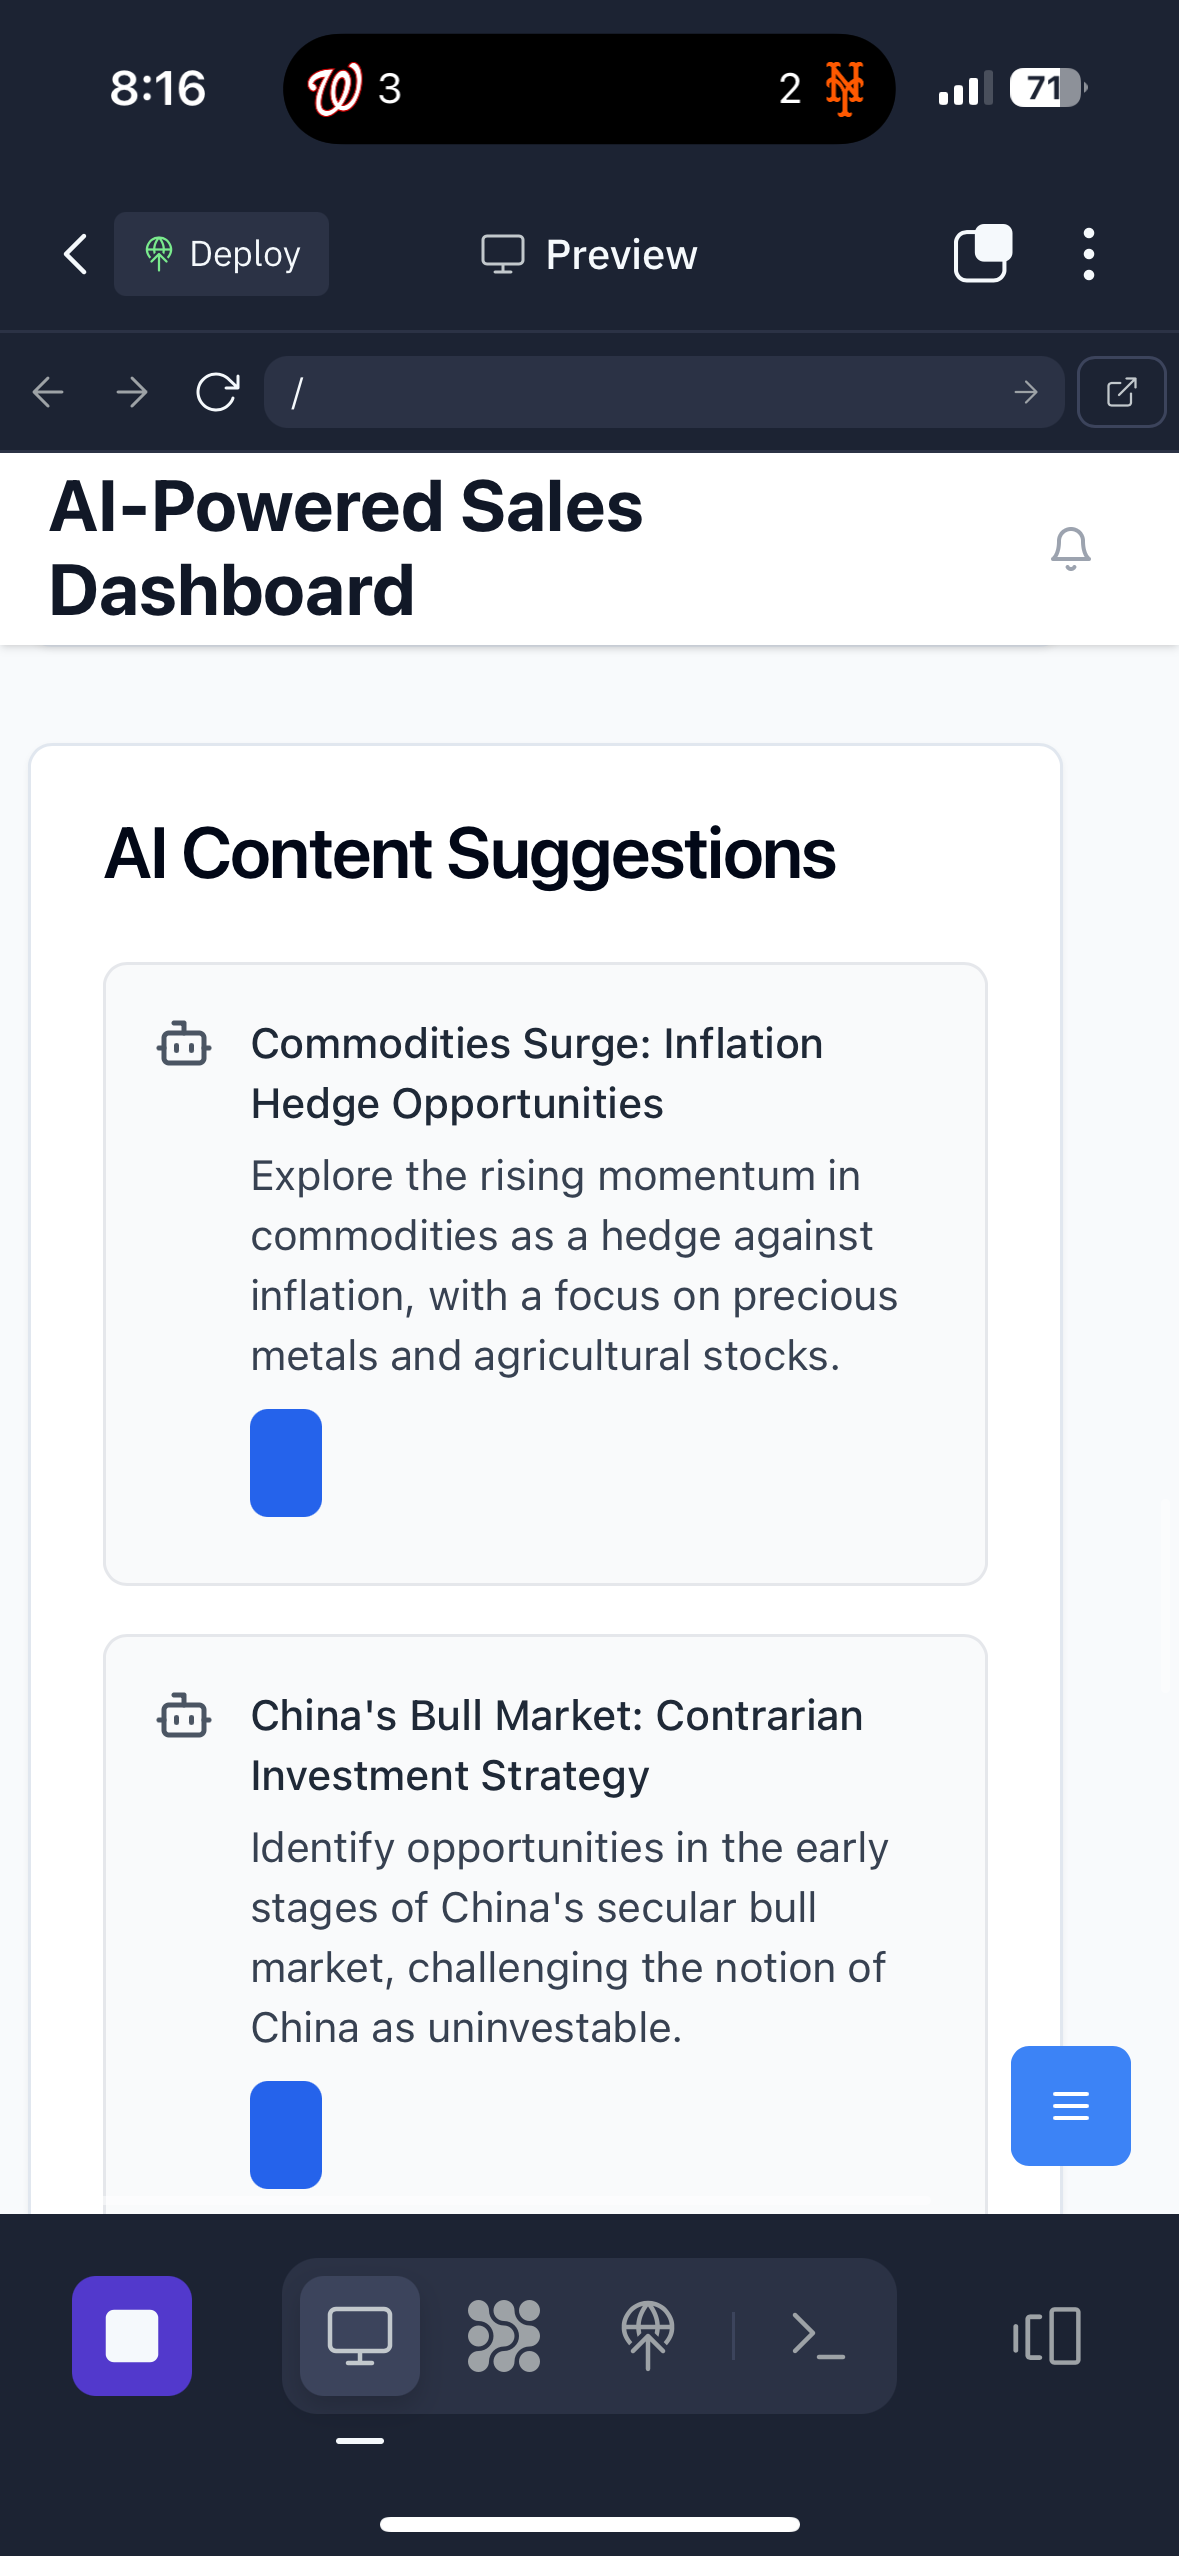 8:16
W 3
2 NY
71
Deploy
Preview
/
AI-Powered Sales
Dashboard
AI Content Suggestions
Commodities Surge: Inflation
Hedge Opportunities
Explore the rising momentum in
commodities as a hedge against
inflation, with a focus on precious
metals and agricultural stocks.
China's Bull Market: Contrarian
Investment Strategy
Identify opportunities in the early
stages of China's secular bull
market, challenging the notion of
China as uninvestable.